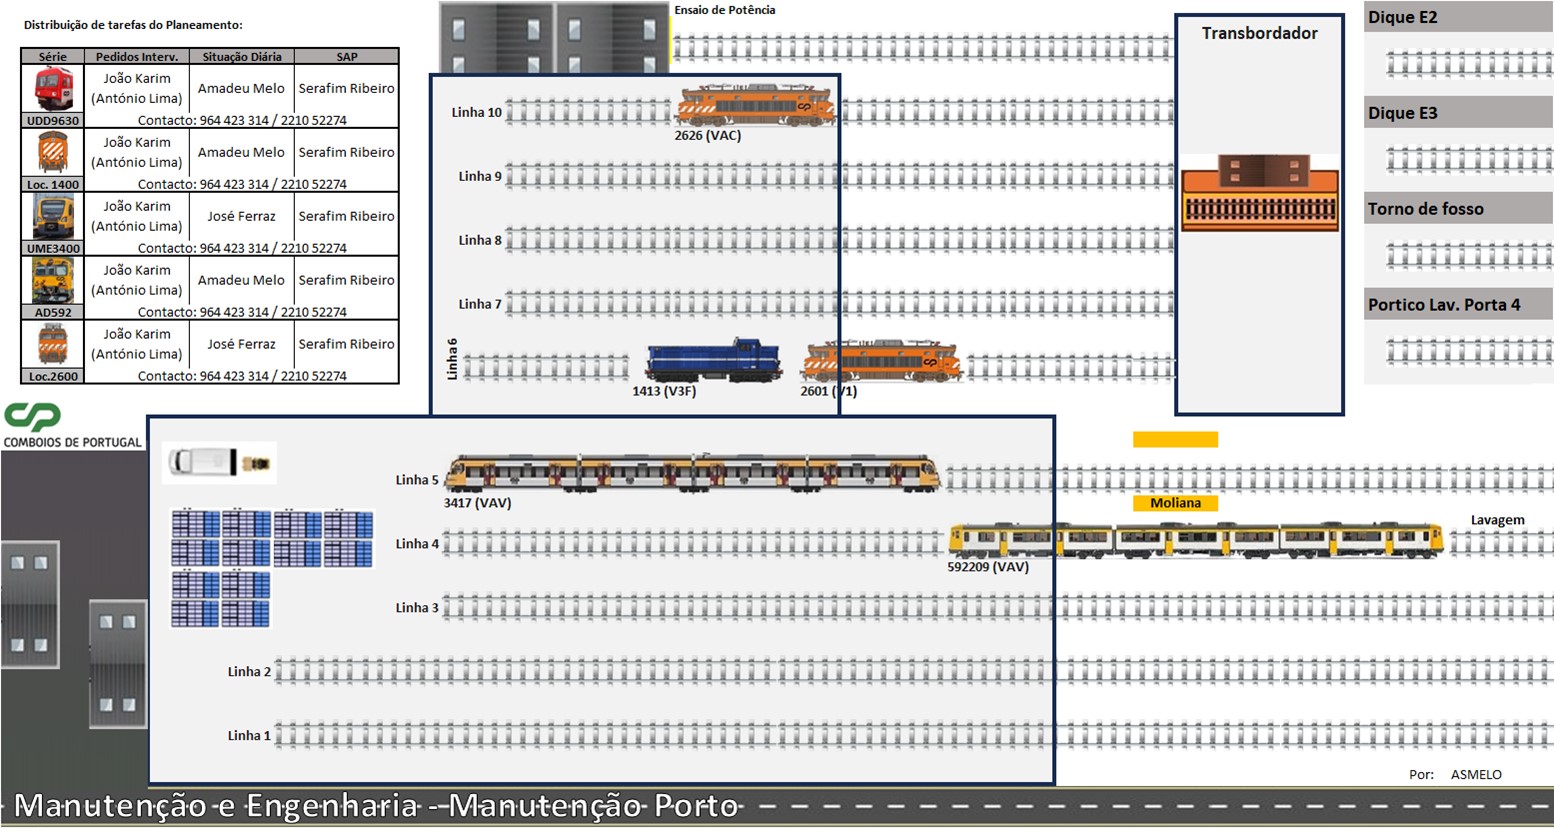 Distribuição de tarefas do Planeamento:
Série Pedidos Interv. Situação Diária SAP
João Karim
(António Lima) Amadeu Melo Serafim Ribeiro
UDD9630 Contacto: 964 423 314 / 2210 52274
João Karim
(António Lima) Amadeu Melo Serafim Ribeiro
Loc. 1400 Contacto: 964 423 314 / 2210 52274
João Karim
(António Lima) José Ferraz Serafim Ribeiro
UME3400 Contacto: 964 423 314 / 2210 52274
João Karim
(António Lima) Amadeu Melo Serafim Ribeiro
AD592 Contacto: 964 423 314 / 2210 52274
João Karim
(António Lima) José Ferraz Serafim Ribeiro
Loc.2600 Contacto: 964 423 314 / 2210 52274
CP
COMBOIOS DE PORTUGAL
Ensaio de Potência
Linha 10
2626 (VAC)
Linha 9
Linha 8
Linha 7
Linha 6
1413 (V3F)
2601 (V1)
Transbordador
Dique E2
Dique E3
Torno de fosso
Portico Lav. Porta 4
Linha 5
3417 (VAV)
Moliana
Lavagem
Linha 4
592209 (VAV)
Linha 3
Linha 2
Linha 1
Por: ASMELO
Manutenção e Engenharia - Manutenção Porto